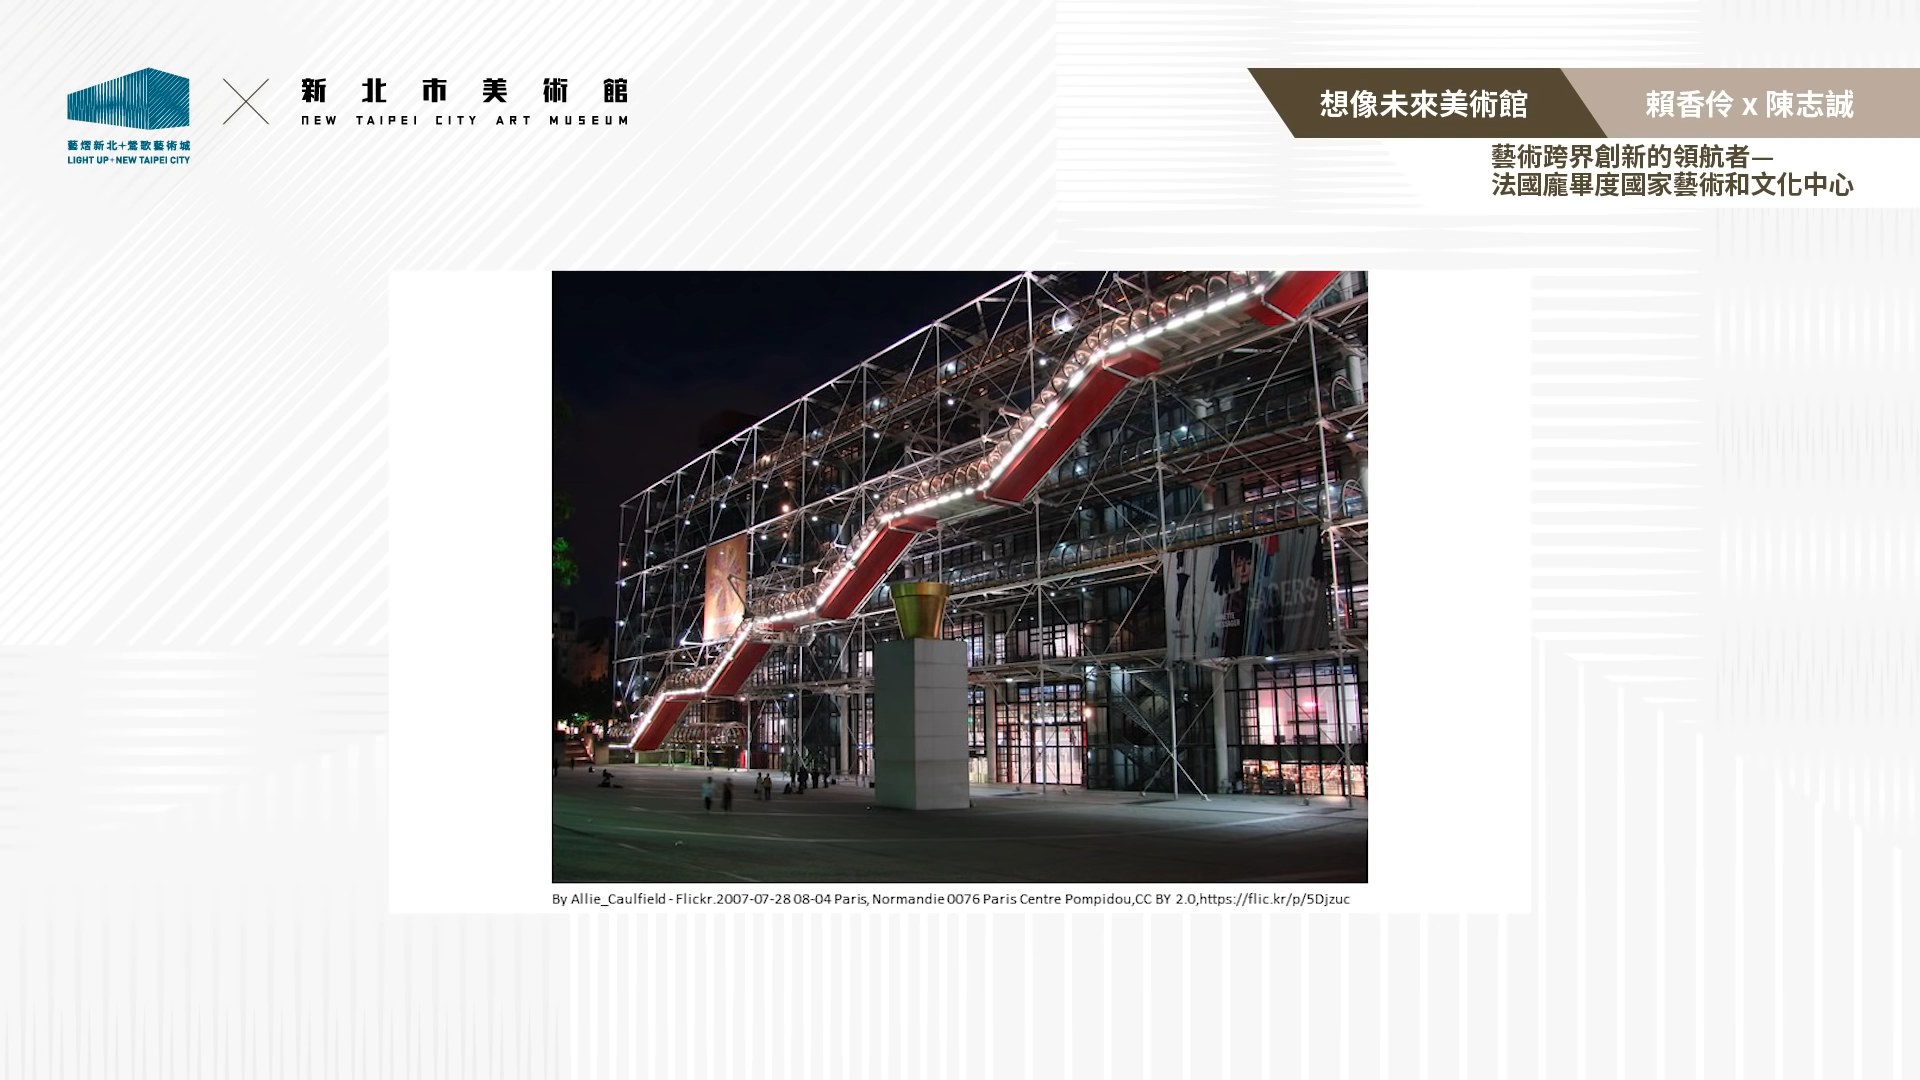 藝熠新北+鶯歌藝術城
LIGHT UP+NEW TAIPEI CITY
新北市美術館
NEW TAIPEI CITY ART MUSEUM
想像未來美術館
賴香伶 x 陳志誠
藝術跨界創新的領航者—
法國龐畢度國家藝術和文化中心
By Allie_Caulfield - Flickr.2007-07-28 08-04 Paris, Normandie 0076 Paris Centre Pompidou,CC BY 2.0,https://flic.kr/p/5Djzuc